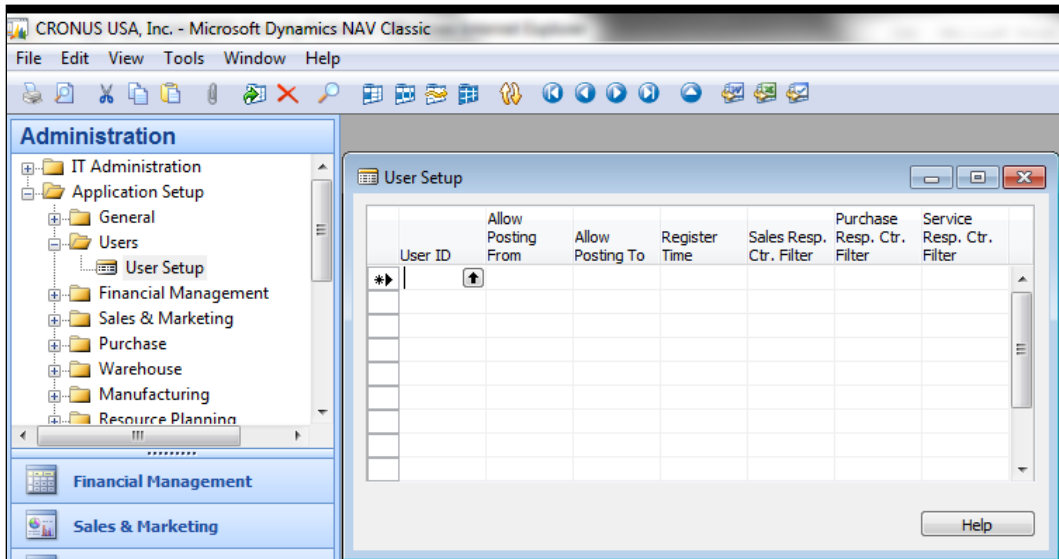 CRONUS USA, Inc. - Microsoft Dynamics NAV Classic
File Edit View Tools Window Help
Administration
IT Administration
Application Setup
General
Users
User Setup
Financial Management
Sales & Marketing
Purchase
Warehouse
Manufacturing
Resource Planning
Financial Management
Sales & Marketing
User Setup
Allow Purchase Service
Posting Allow Register Sales Resp. Resp. Ctr. Resp. Ctr.
User ID From Posting To Time Ctr. Filter Filter Filter
Help